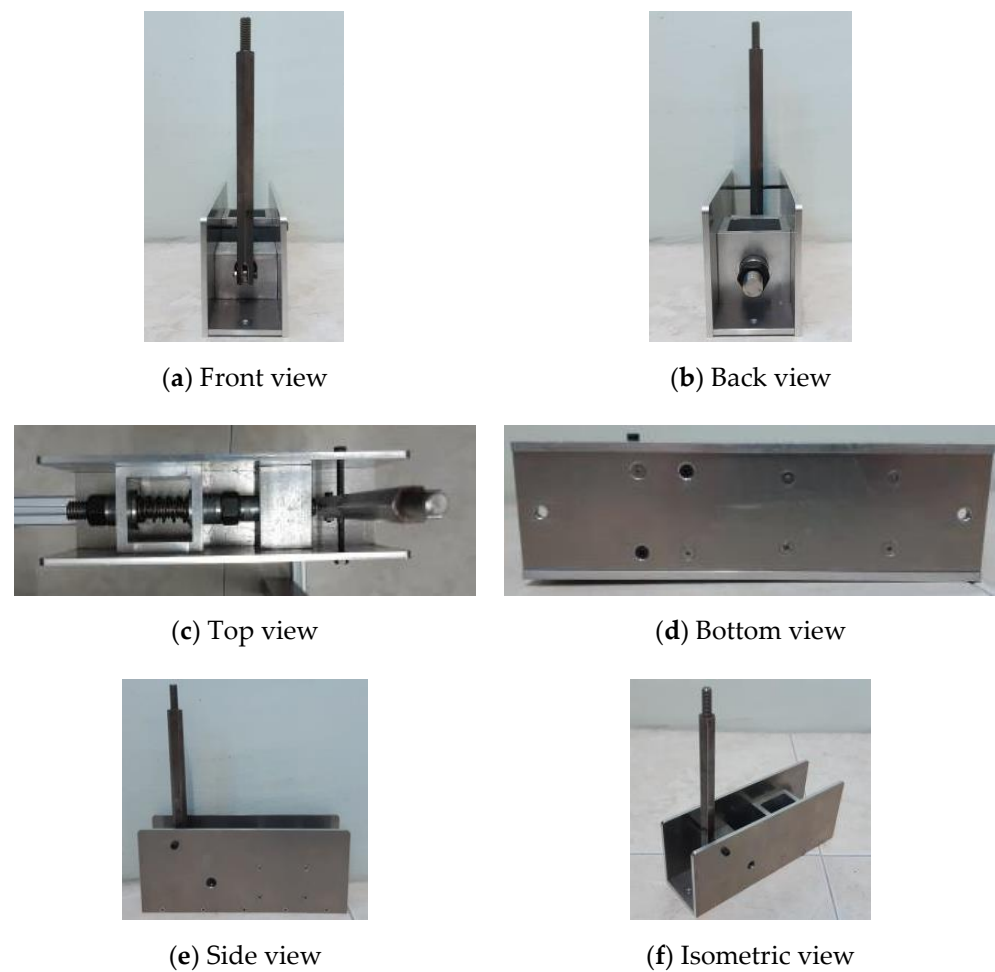 (a) Front view
(b) Back view
(c) Top view
(d) Bottom view
(e) Side view
(f) Isometric view